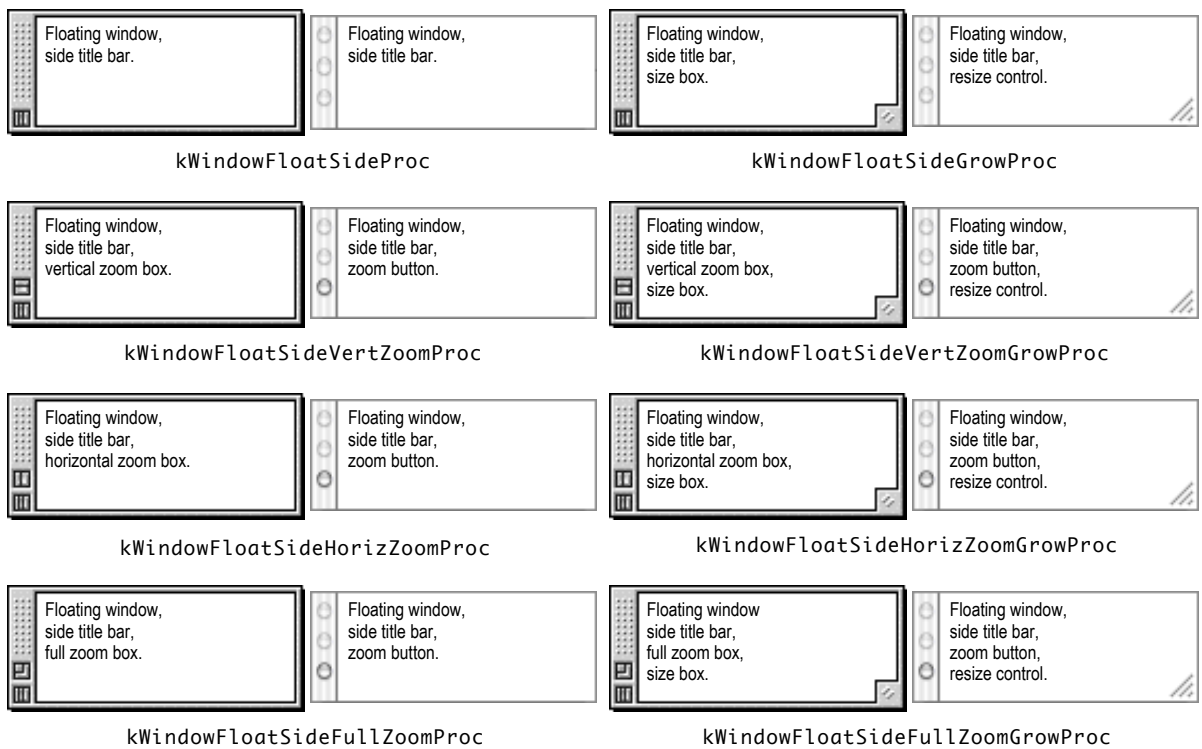 Floating window,
side title bar.
Floating window,
side title bar.
Floating window,
side title bar,
size box.
Floating window,
side title bar,
resize control.
kWindowFloatSideProc
kWindowFloatSideGrowProc
Floating window,
side title bar,
vertical zoom box.
Floating window,
side title bar,
zoom button.
Floating window,
side title bar,
vertical zoom box,
size box.
Floating window,
side title bar,
zoom button,
resize control.
kWindowFloatSideVertZoomProc
kWindowFloatSideVertZoomGrowProc
Floating window,
side title bar,
horizontal zoom box.
Floating window,
side title bar,
zoom button.
Floating window,
side title bar,
horizontal zoom box,
size box.
Floating window,
side title bar,
zoom button,
resize control.
kWindowFloatSideHorizZoomProc
kWindowFloatSideHorizZoomGrowProc
Floating window,
side title bar,
full zoom box.
Floating window,
side title bar,
zoom button.
Floating window
side title bar,
full zoom box,
size box.
Floating window,
side title bar,
zoom button,
resize control.
kWindowFloatSideFullZoomProc
kWindowFloatSideFullZoomGrowProc